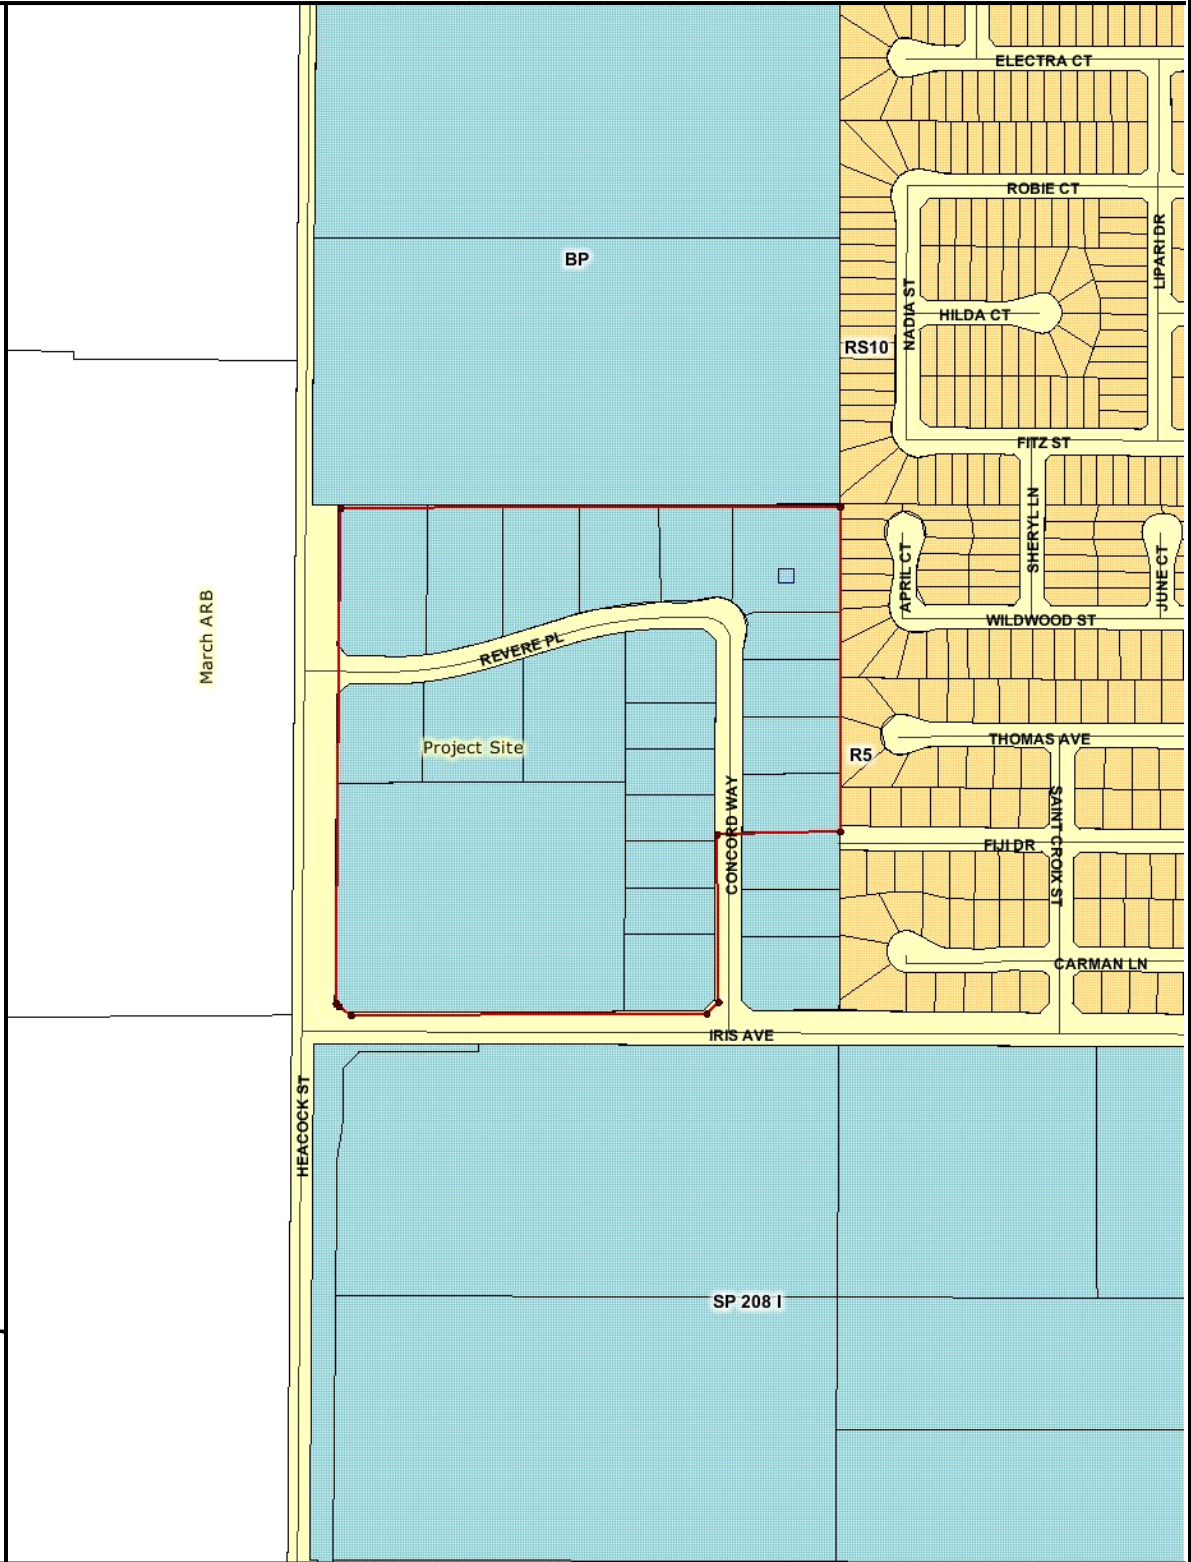 ELECTRA CT
ROBIE CT
LIPARI DR
BP
NADIA ST
HILDA CT
RS10
FITZ ST
SHERYL LN
APRIL CT
JUNE CT
March ARB
WILDWOOD ST
REVERE PL
Project Site
THOMAS AVE
R5
CONCORD WAY
SAINT CROIX ST
FIJI DR
CARMAN LN
IRIS AVE
HEACOCK ST
SP 208 I